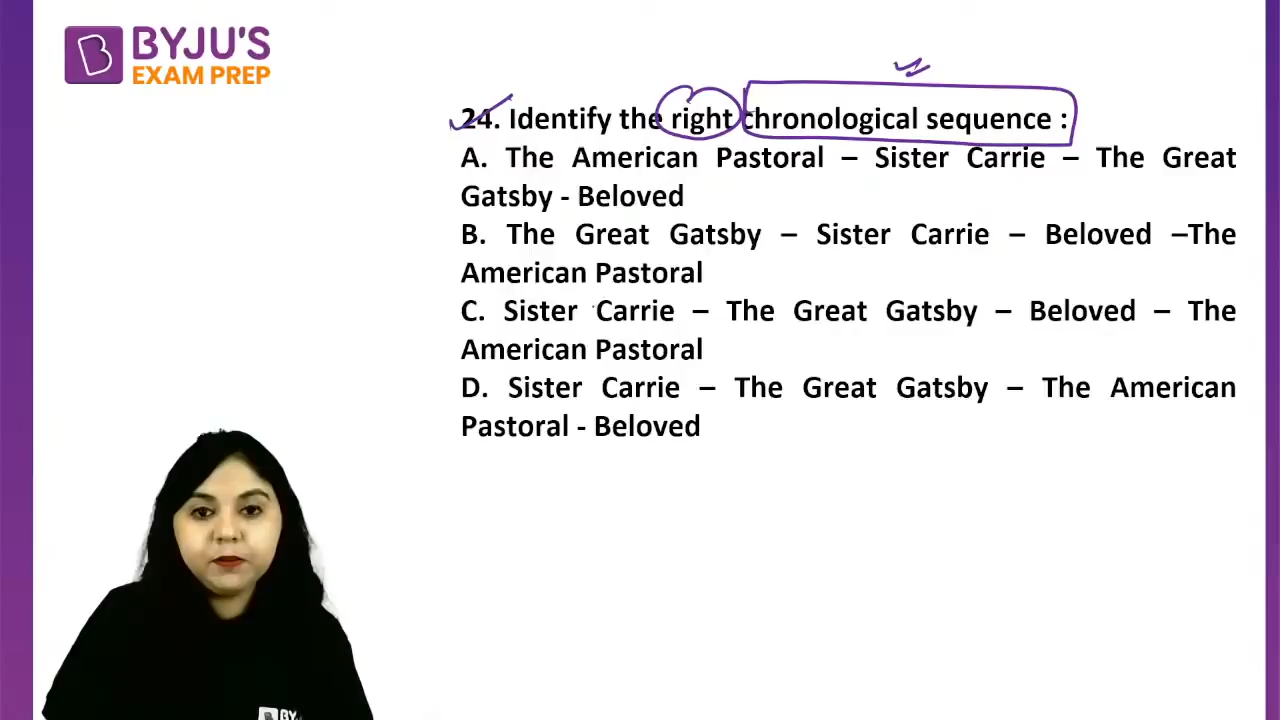 BYJU'S
EXAM PREP
24. Identify the right chronological sequence :
A. The American Pastoral – Sister Carrie – The Great
Gatsby - Beloved
B. The Great Gatsby – Sister Carrie – Beloved –The
American Pastoral
C. Sister Carrie – The Great Gatsby – Beloved – The
American Pastoral
D. Sister Carrie – The Great Gatsby – The American
Pastoral - Beloved